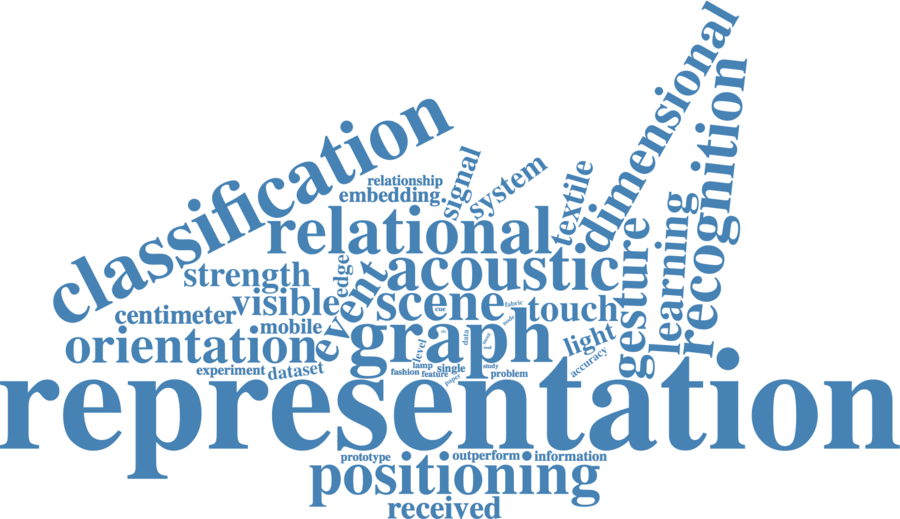 dimensional
recognition
classification
signal
system
textile
relationship
embedding
learning
gesture
relational
acoustic
strength
edge
event
visible
scene
fabric
touch
centimeter
cue
mobile
node
graph
orientation
data
light
level
accuracy
lamp
single
study
experiment
dataset
fashion
feature
problem
paper
representation
prototype
outperform
information
positioning
received